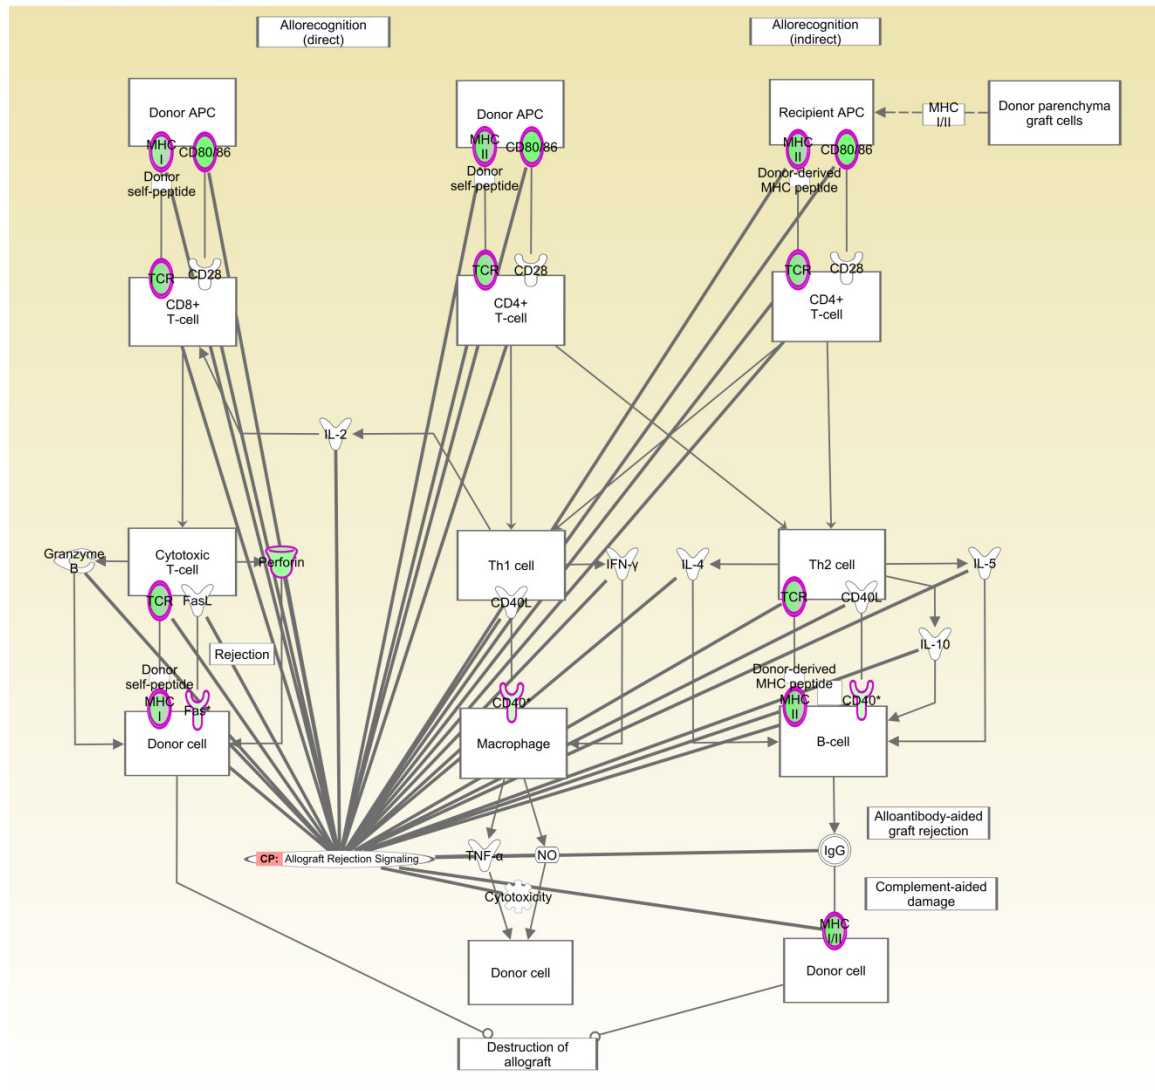 Allorecognition
(direct)
Allorecognition
(indirect)
Donor APC
Donor APC
Recipient APC
MHC
I/II
Donor parenchyma
graft cells
MHC
I
CD80/86
MHC
II
CD80/86
MHC
II
CD80/86
Donor
self-peptide
Donor
self-peptide
Donor-derived
MHC peptide
TCR
CD28
TCR
CD28
TCR
CD28
CD8+
T-cell
CD4+
T-cell
CD4+
T-cell
IL-2
Granzyme
B
Cytotoxic
T-cell
Perforin
Th1 cell
IFN-γ
IL-4
Th2 cell
IL-5
TCR
FasL
CD40L
TCR
CD40L
IL-10
Rejection
Donor
self-peptide
Donor-derived
MHC peptide
MHC
I
Fas*
CD40*
MHC
II
CD40*
Donor cell
Macrophage
B-cell
Alloantibody-aided
graft rejection
CP: Allograft Rejection Signaling
TNF-α
NO
IgG
Cytotoxicity
Complement-aided
damage
MHC
I/II
Donor cell
Donor cell
Destruction of
allograft